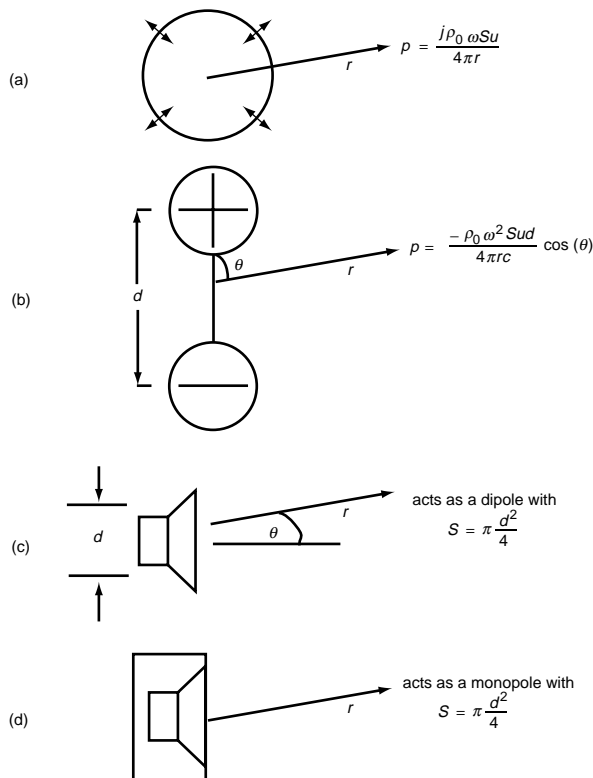 (a)
r
p = jρ₀ ωSu / 4πr
(b)
d
θ
r
p = − ρ₀ ω² Sud / 4πrc cos (θ)
(c)
d
θ
r
acts as a dipole with
S = π d² / 4
(d)
r
acts as a monopole with
S = π d² / 4